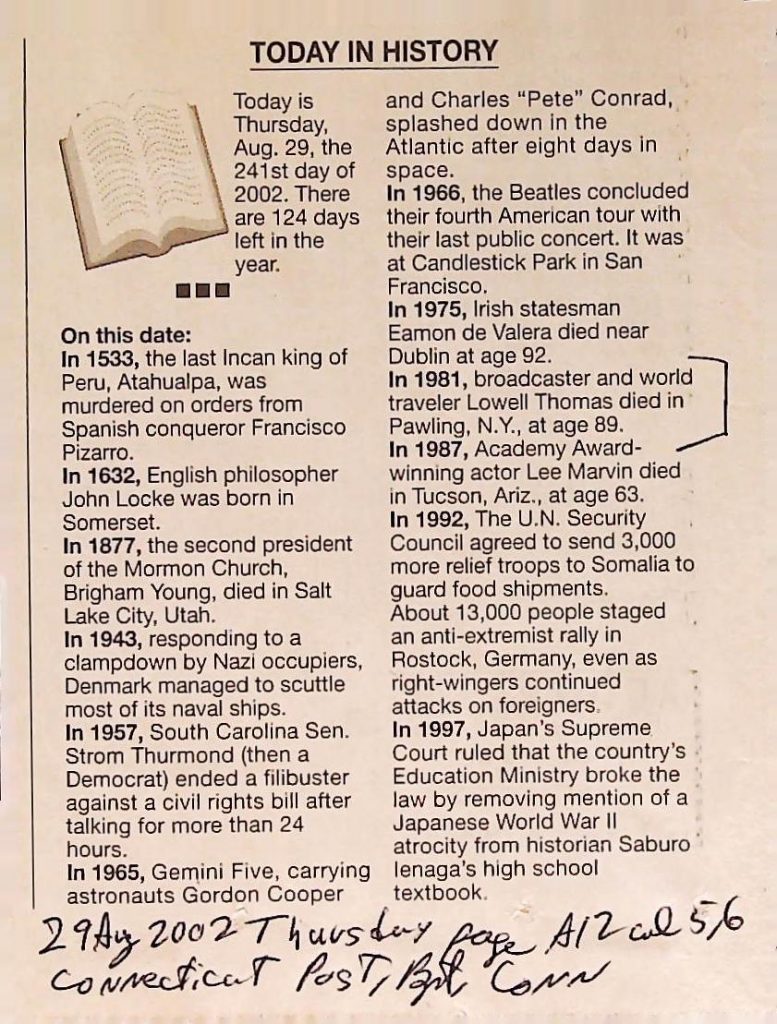 TODAY IN HISTORY
Today is
Thursday,
Aug. 29, the
241st day of
2002. There
are 124 days
left in the
year.
On this date:
In 1533, the last Incan king of
Peru, Atahualpa, was
murdered on orders from
Spanish conqueror Francisco
Pizarro.
In 1632, English philosopher
John Locke was born in
Somerset.
In 1877, the second president
of the Mormon Church,
Brigham Young, died in Salt
Lake City, Utah.
In 1943, responding to a
clampdown by Nazi occupiers,
Denmark managed to scuttle
most of its naval ships.
In 1957, South Carolina Sen.
Strom Thurmond (then a
Democrat) ended a filibuster
against a civil rights bill after
talking for more than 24
hours.
In 1965, Gemini Five, carrying
astronauts Gordon Cooper
and Charles “Pete” Conrad,
splashed down in the
Atlantic after eight days in
space.
In 1966, the Beatles concluded
their fourth American tour with
their last public concert. It was
at Candlestick Park in San
Francisco.
In 1975, Irish statesman
Eamon de Valera died near
Dublin at age 92.
In 1981, broadcaster and world
traveler Lowell Thomas died in
Pawling, N.Y., at age 89.
In 1987, Academy Award-
winning actor Lee Marvin died
in Tucson, Ariz., at age 63.
In 1992, The U.N. Security
Council agreed to send 3,000
more relief troops to Somalia to
guard food shipments.
About 13,000 people staged
an anti-extremist rally in
Rostock, Germany, even as
right-wingers continued
attacks on foreigners.
In 1997, Japan’s Supreme
Court ruled that the country’s
Education Ministry broke the
law by removing mention of a
Japanese World War II
atrocity from historian Saburo
Ienaga’s high school
textbook.
29 Aug 2002 Thursday page A12 col 5/6
Connecticut Post, Bpt, Conn